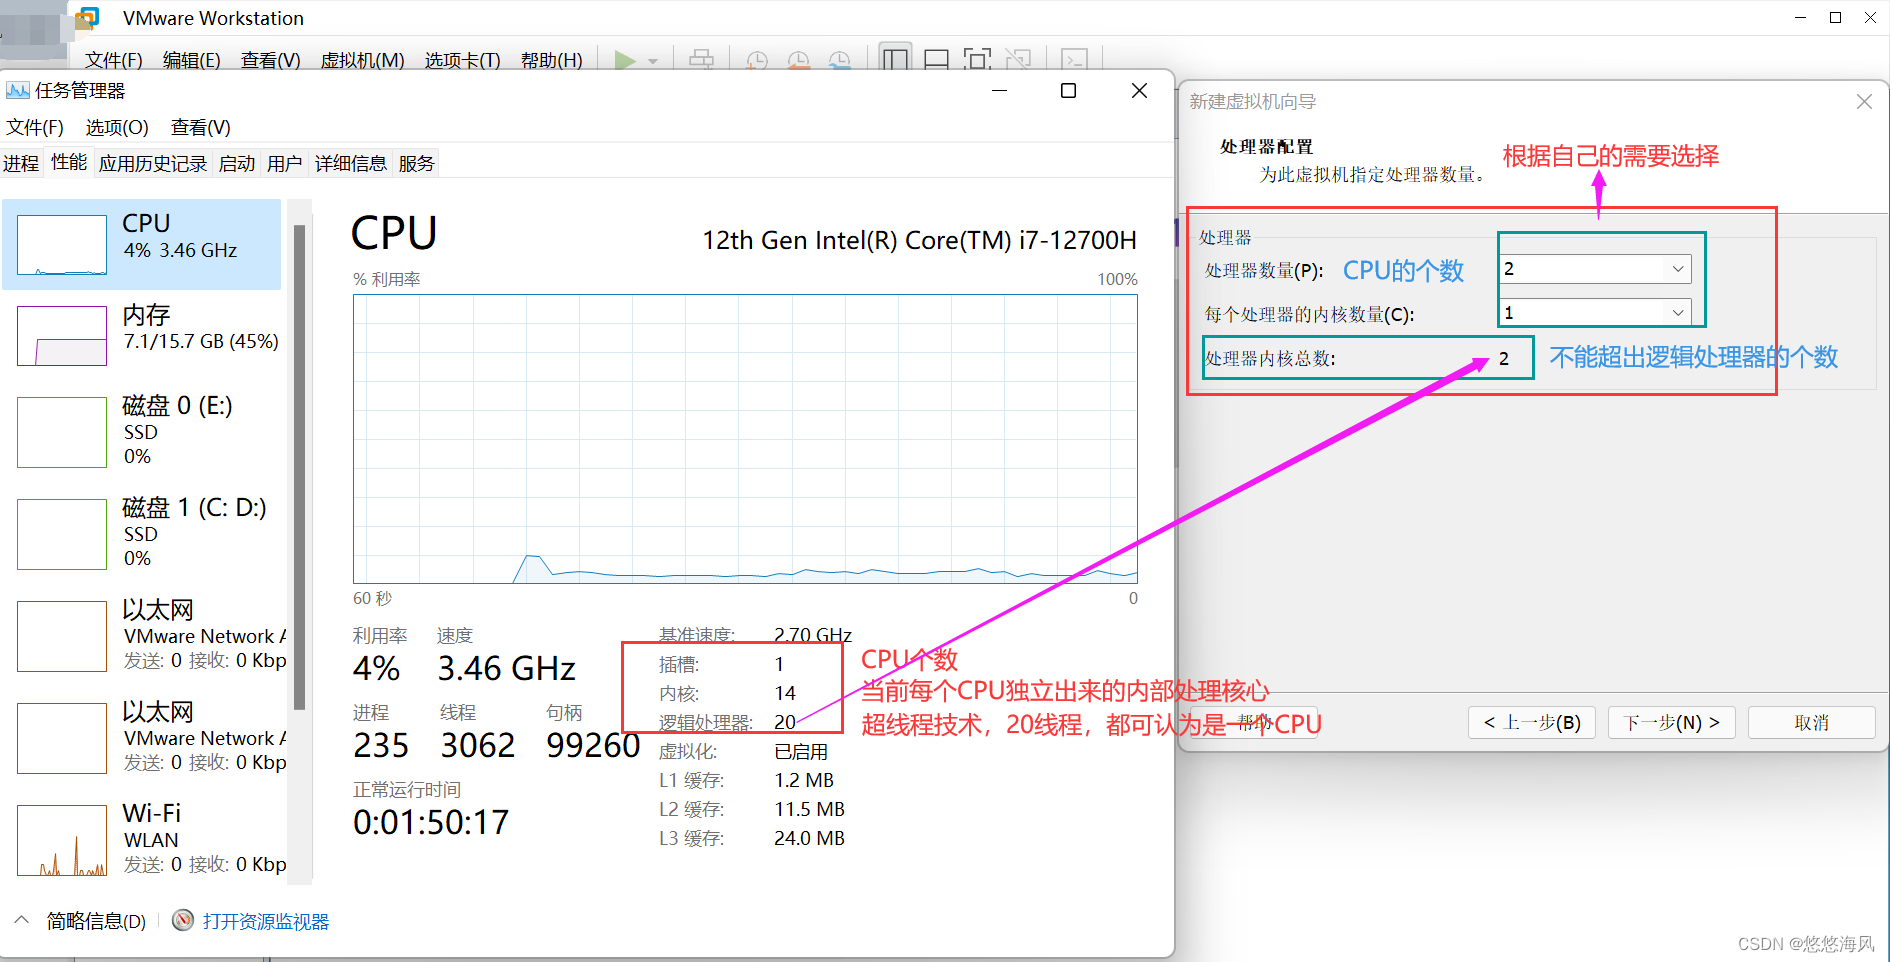 VMware Workstation
文件(F) 编辑(E) 查看(V) 虚拟机(M) 选项卡(T) 帮助(H)
任务管理器
文件(F) 选项(O) 查看(V)
进程 性能 应用历史记录 启动 用户 详细信息 服务
CPU
4% 3.46 GHz
内存
7.1/15.7 GB (45%)
磁盘 0 (E:)
SSD
0%
磁盘 1 (C: D:)
SSD
0%
以太网
VMware Network A
发送: 0 接收: 0 Kbp
以太网
VMware Network A
发送: 0 接收: 0 Kbp
Wi-Fi
WLAN
发送: 0 接收: 0 Kbp
CPU
12th Gen Intel(R) Core(TM) i7-12700H
% 利用率 100%
60 秒 0
利用率 速度
4% 3.46 GHz
进程 线程 句柄
235 3062 99260
正常运行时间
0:01:50:17
基准速度: 2.70 GHz
插槽: 1
内核: 14
逻辑处理器: 20
虚拟化: 已启用
L1 缓存: 1.2 MB
L2 缓存: 11.5 MB
L3 缓存: 24.0 MB
CPU个数
当前每个CPU独立出来的内部处理核心
超线程技术，20线程，都可认为是一个CPU
简略信息(D) 打开资源监视器
新建虚拟机向导
处理器配置
为此虚拟机指定处理器数量。
根据自己的需要选择
处理器
处理器数量(P): CPU的个数 2
每个处理器的内核数量(C): 1
处理器内核总数: 2 不能超出逻辑处理器的个数
帮助 < 上一步(B) 下一步(N) > 取消
CSDN @悠悠海风